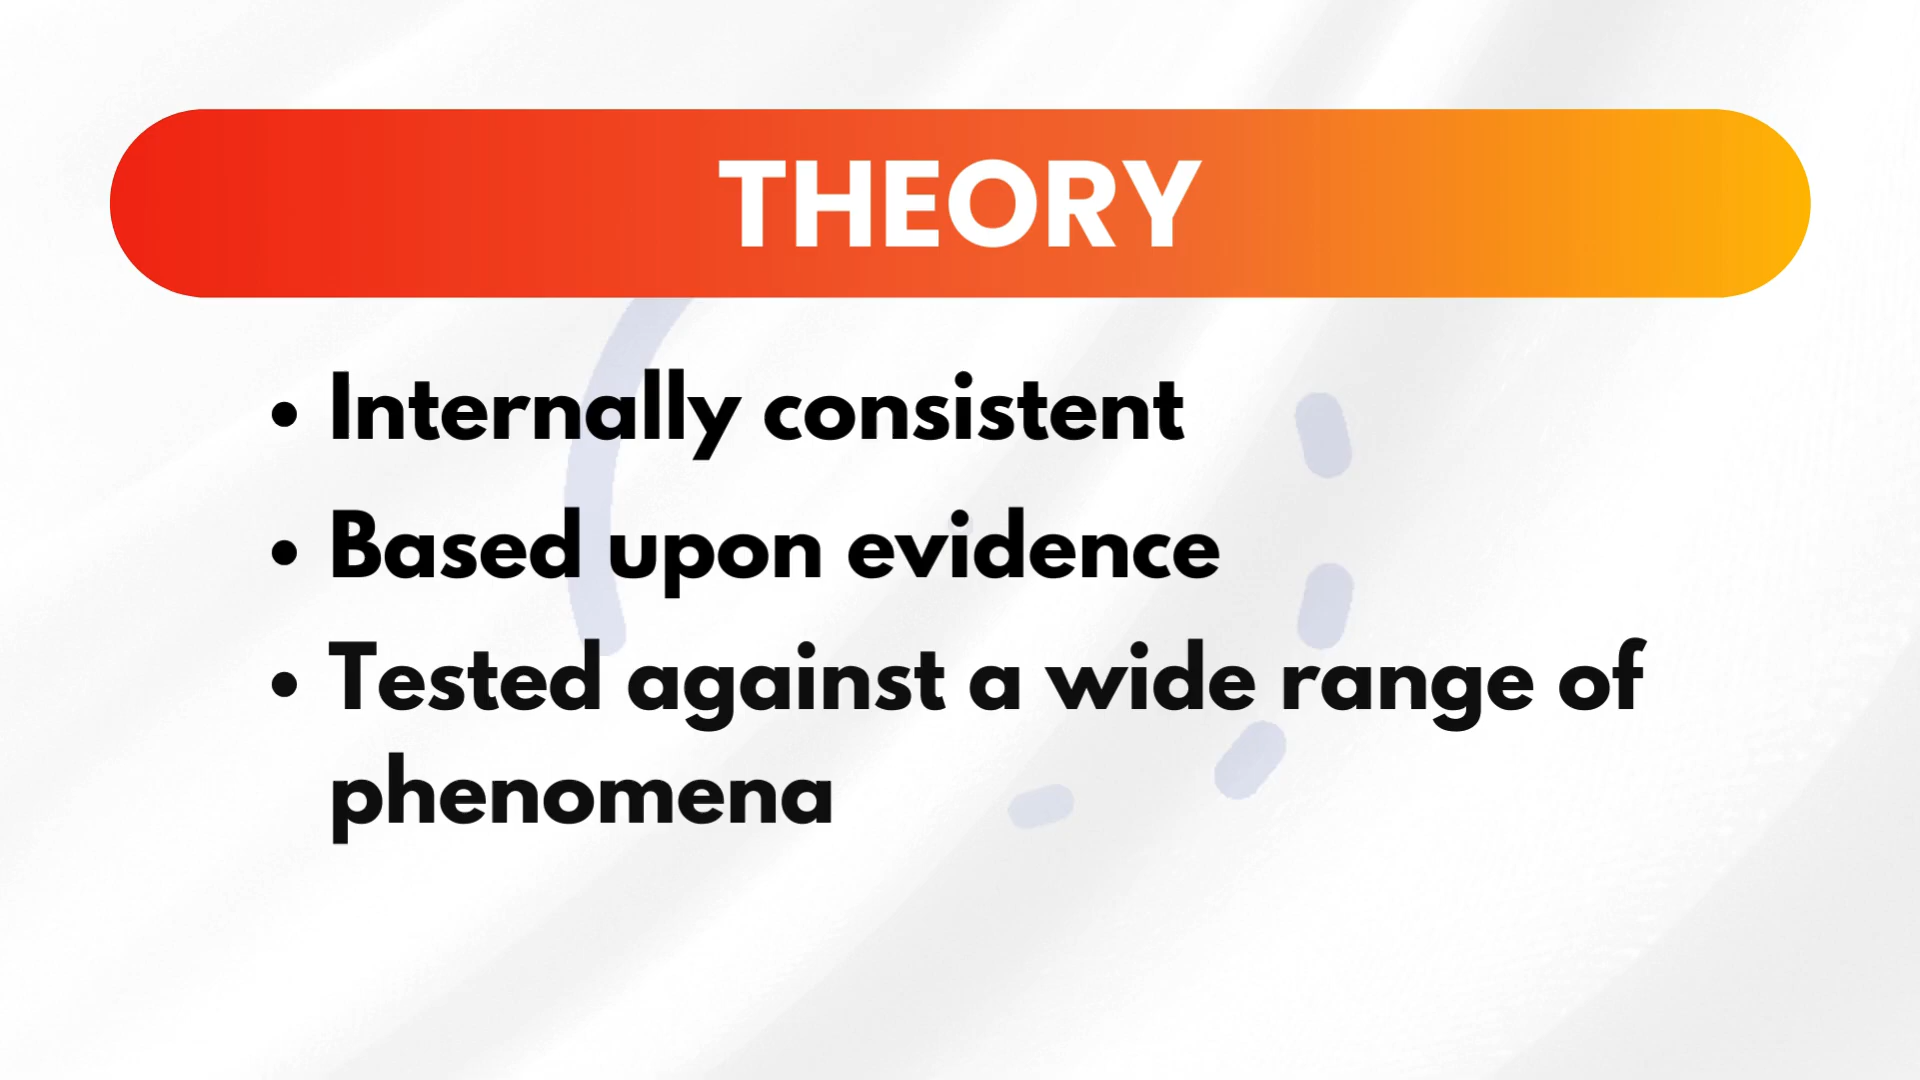 THEORY
• Internally consistent
• Based upon evidence
• Tested against a wide range of
phenomena